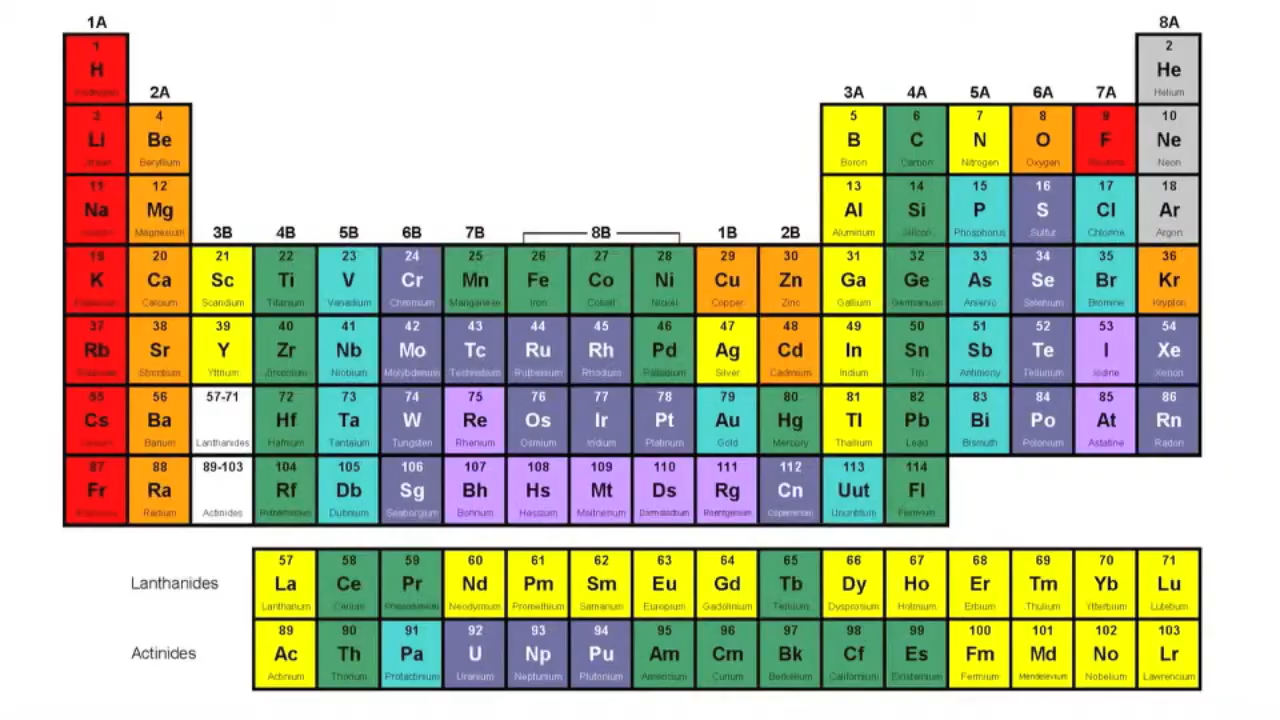 1A 8A
1 2
H He
Hydrogen Helium
2A 3A 4A 5A 6A 7A
3 4 5 6 7 8 9 10
Li Be B C N O F Ne
Lithium Beryllium Boron Carbon Nitrogen Oxygen Fluorine Neon
11 12 13 14 15 16 17 18
Na Mg Al Si P S Cl Ar
Magnesium Aluminum Silicon Phosphorus Sulfur Chlorine Argon
3B 4B 5B 6B 7B 8B 1B 2B
19 20 21 22 23 24 25 26 27 28 29 30 31 32 33 34 35 36
K Ca Sc Ti V Cr Mn Fe Co Ni Cu Zn Ga Ge As Se Br Kr
Potassium Calcium Scandium Titanium Vanadium Chromium Manganese Iron Cobalt Nickel Copper Zinc Gallium Germanium Arsenic Selenium Bromine Krypton
37 38 39 40 41 42 43 44 45 46 47 48 49 50 51 52 53 54
Rb Sr Y Zr Nb Mo Tc Ru Rh Pd Ag Cd In Sn Sb Te I Xe
Strontium Yttrium Zirconium Niobium Molybdenum Technetium Ruthenium Rhodium Palladium Silver Cadmium Indium Tin Antimony Tellurium Iodine Xenon
55 56 57-71 72 73 74 75 76 77 78 79 80 81 82 83 84 85 86
Cs Ba Hf Ta W Re Os Ir Pt Au Hg Tl Pb Bi Po At Rn
Barium Lanthanides Hafnium Tantalum Tungsten Rhenium Osmium Iridium Platinum Gold Mercury Thallium Lead Bismuth Polonium Astatine Radon
87 88 89-103 104 105 106 107 108 109 110 111 112 113 114
Fr Ra Rf Db Sg Bh Hs Mt Ds Rg Cn Uut Fl
Radium Actinides Dubnium Seaborgium Bohrium Hassium Meitnerium Darmstadtium Roentgenium Copernicium Ununtrium
57 58 59 60 61 62 63 64 65 66 67 68 69 70 71
Lanthanides La Ce Pr Nd Pm Sm Eu Gd Tb Dy Ho Er Tm Yb Lu
Lanthanum Neodymium Promethium Samarium Europium Gadolinium Terbium Dysprosium Holmium Erbium Thulium Ytterbium Lutetium
89 90 91 92 93 94 95 96 97 98 99 100 101 102 103
Actinides Ac Th Pa U Np Pu Am Cm Bk Cf Es Fm Md No Lr
Actinium Thorium Protactinium Uranium Neptunium Plutonium Americium Curium Berkelium Californium Einsteinium Fermium Mendelevium Nobelium Lawrencium